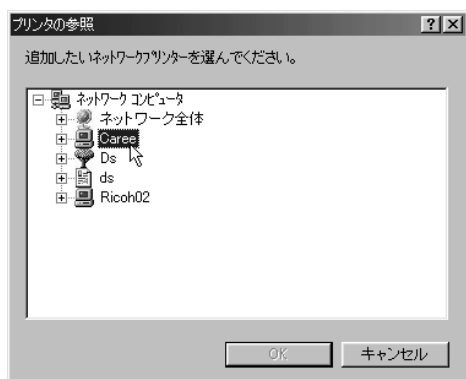 プリンタの参照
追加したいネットワークプリンターを選んでください。
ネットワーク コンピュータ
ネットワーク全体
Caree
Ds
ds
Ricoh02
OK
キャンセル